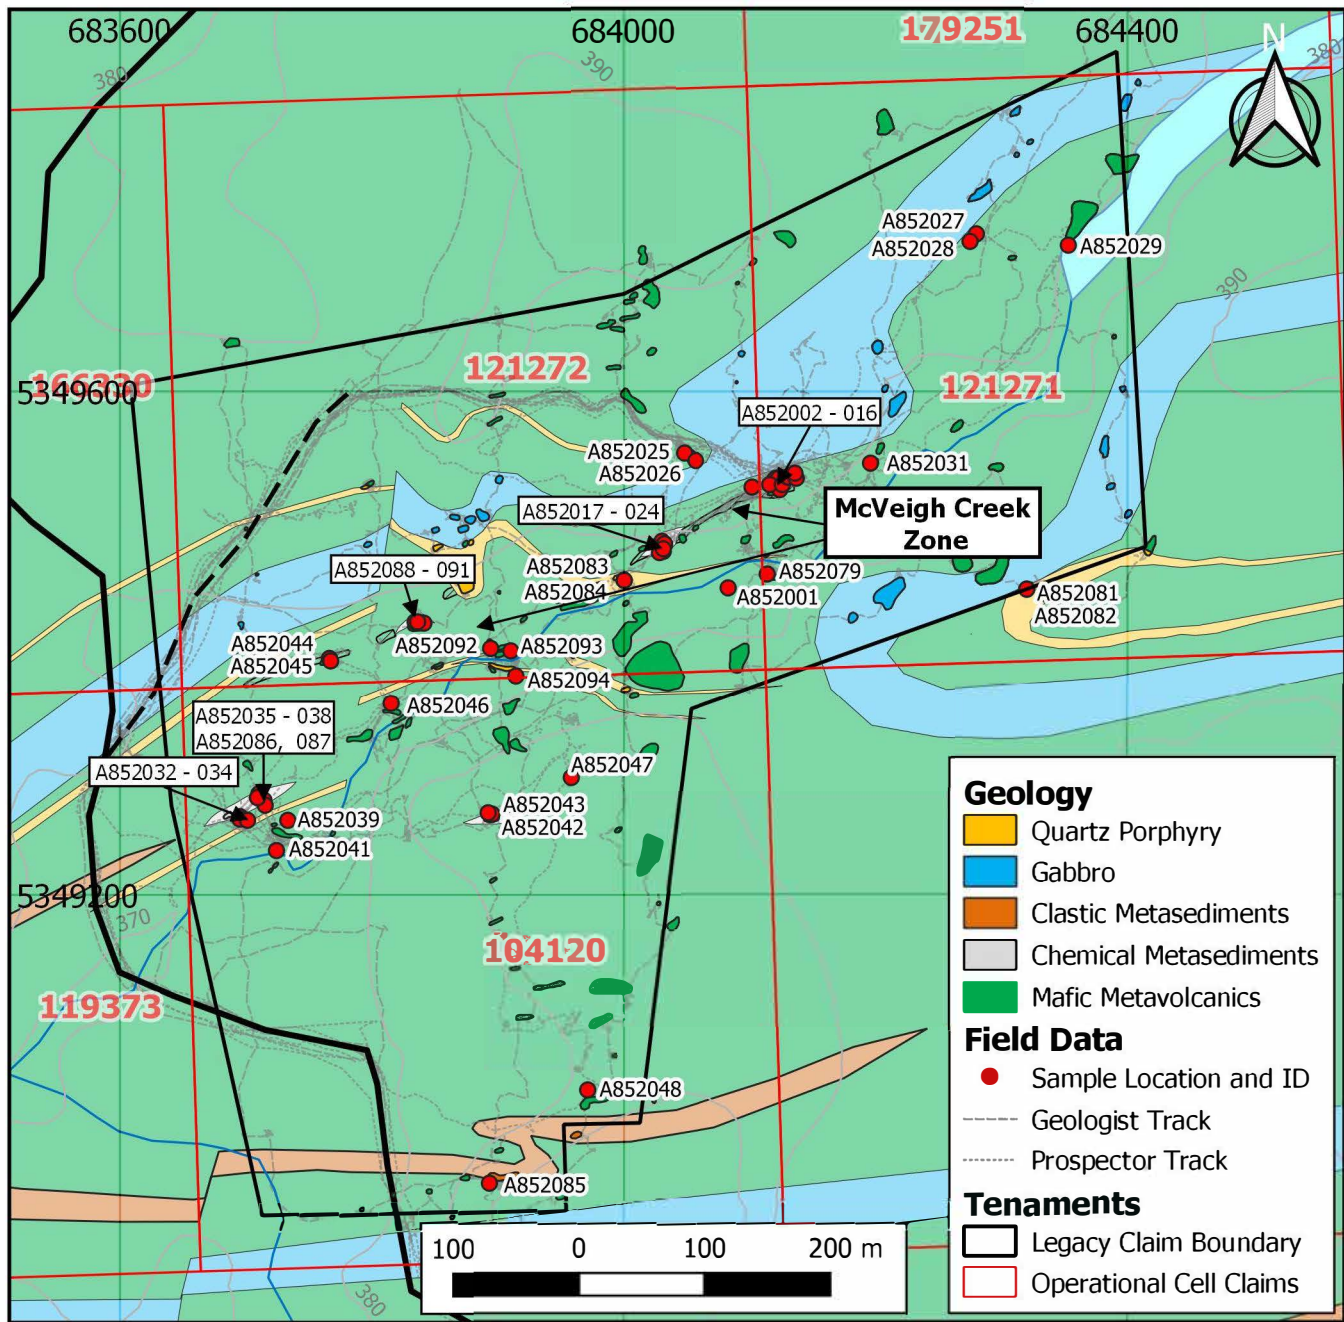 683600
684000
684400
179251
N
380
390
380
A852027
A852028
A852029
390
166230
5349600
121272
121271
A852002 - 016
A852025
A852026
A852031
A852017 - 024
McVeigh Creek
Zone
A852088 - 091
A852083
A852084
A852079
A852001
A852081
A852082
A852044
A852045
A852092
A852093
A852094
A852046
A852035 - 038
A852086, 087
A852032 - 034
A852047
A852043
A852042
A852039
A852041
5349200
370
104120
119373
A852048
A852085
380
100 0 100 200 m
Geology
Quartz Porphyry
Gabbro
Clastic Metasediments
Chemical Metasediments
Mafic Metavolcanics
Field Data
Sample Location and ID
Geologist Track
Prospector Track
Tenaments
Legacy Claim Boundary
Operational Cell Claims